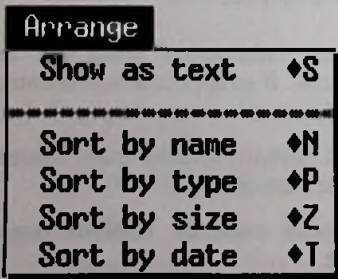 Arrange
Show as text ♦S
Sort by name ♦N
Sort by type ♦P
Sort by size ♦Z
Sort by date ♦T